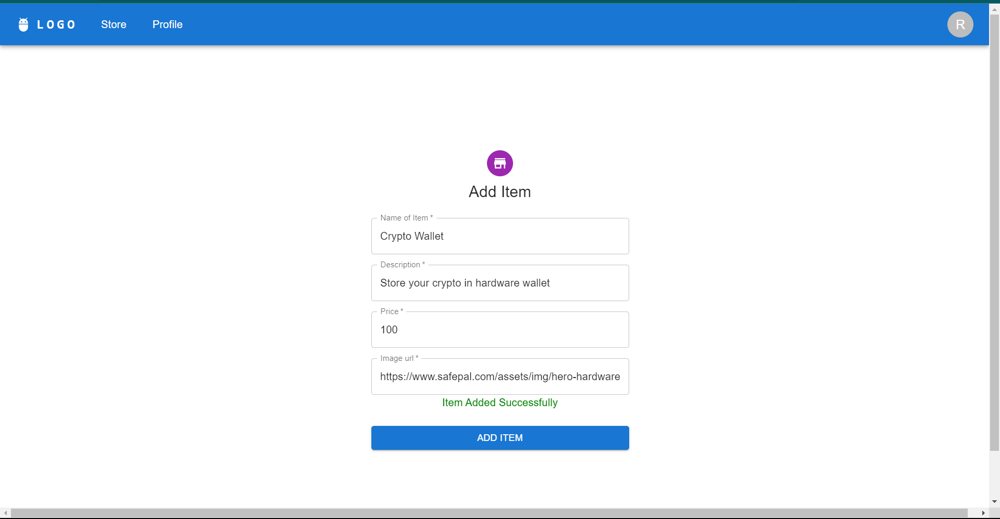 LOGO Store Profile R
Add Item
Name of Item *
Crypto Wallet
Description *
Store your crypto in hardware wallet
Price *
100
Image url *
https://www.safepal.com/assets/img/hero-hardware
Item Added Successfully
ADD ITEM